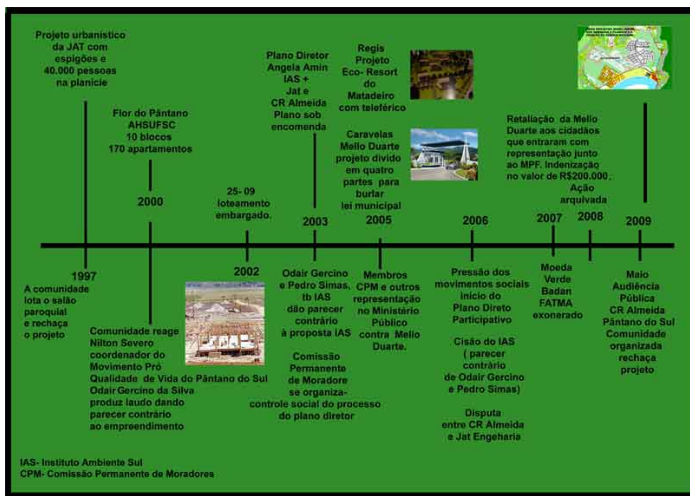 Projeto urbanístico
da JAT com
espigões e
40.000 pessoas
na planície
1997
A comunidade
lota o salão
paroquial e
rechaça
o projeto
Flor do Pântano
AHSUFSC
10 blocos
170 apartamentos
2000
Comunidade reage
Nilton Severo
coordenador do
Movimento Pró
Qualidade de Vida do Pântano do Sul
Odair Gercino da Silva
produz laudo dando
parecer contrário
ao empreendimento
25- 09
loteamento
embargado.
2002
Plano Diretor
Angela Amin
IAS +
Jat e
CR Almeida
Plano sob
encomenda
2003
Odair Gercino
e Pedro Simas,
tb IAS
dão parecer
contrário
à proposta IAS
Comissão
Permanente
de Moradore
se organiza-
controle social do processo
do plano diretor
Regis
Projeto
Eco- Resort
do
Matadeiro
com teleférico
Caravelas
Mello Duarte
projeto divido
em quatro
partes para
burlar
lei municipal
2005
Membros
CPM e outros
representação
no Ministério
Público
contra Mello
Duarte.
2006
Pressão dos
movimentos sociais
início do
Plano Direto
Participativo
Cisão do IAS
( parecer
contrário
de Odair Gercino
e Pedro Simas)
Disputa
entre CR Almeida
e Jat Engeharia
Retaliação da Mello
Duarte aos cidadãos
que entraram com
representação junto
ao MPF. Indenização
no valor de R$200.000,
Ação
arquivada
2007
2008
Moeda
Verde
Badan
FATMA
exonerado
2009
Maio
Audiência
Pública
CR Almeida
Pântano do Sul
Comunidade
organizada
rechaça
projeto
IAS- Instituto Ambiente Sul
CPM- Comissão Permanente de Moradores